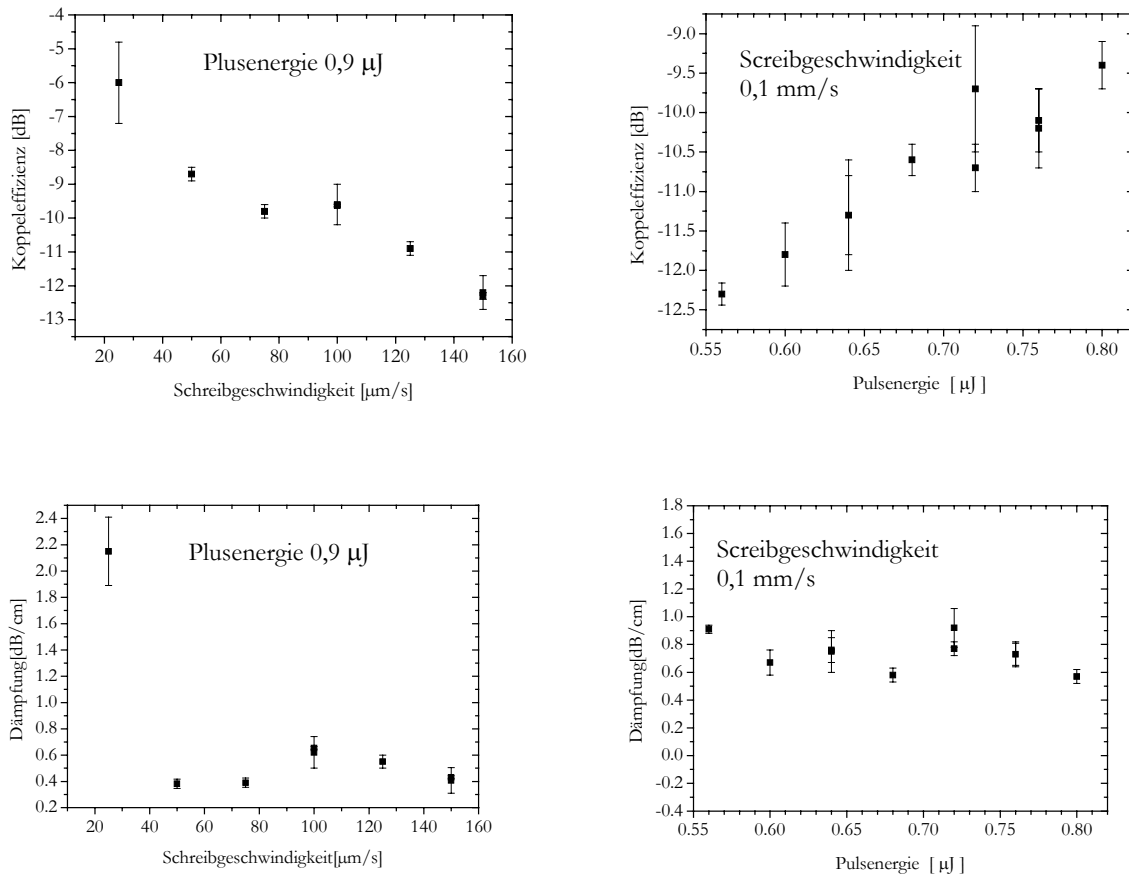 -4
-5
-6
-7
-8
-9
-10
-11
-12
-13
Koppeleffizienz [dB]
Plusenergie 0,9 µJ
20 40 60 80 100 120 140 160
Schreibgeschwindigkeit [µm/s]
-9.0
-9.5
-10.0
-10.5
-11.0
-11.5
-12.0
-12.5
Koppeleffizienz [dB]
Screibgeschwindigkeit
0,1 mm/s
0.55 0.60 0.65 0.70 0.75 0.80
Pulsenergie [ µJ ]
2.4
2.2
2.0
1.8
1.6
1.4
1.2
1.0
0.8
0.6
0.4
0.2
Dämpfung[dB/cm]
Plusenergie 0,9 µJ
20 40 60 80 100 120 140 160
Schreibgeschwindigkeit[µm/s]
1.8
1.6
1.4
1.2
1.0
0.8
0.6
0.4
0.2
0.0
-0.2
-0.4
Dämpfung[dB/cm]
Screibgeschwindigkeit
0,1 mm/s
0.55 0.60 0.65 0.70 0.75 0.80
Pulsenergie [ µJ ]